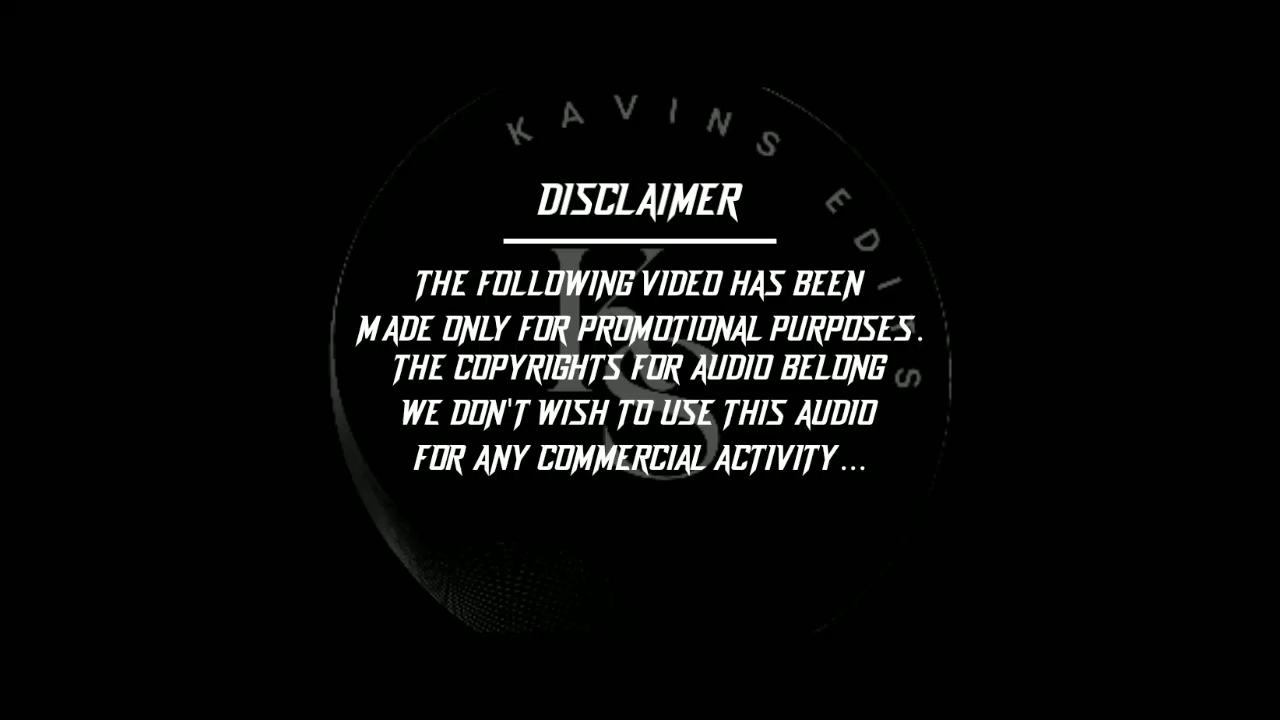 KAVINS EDITS
DISCLAIMER
THE FOLLOWING VIDEO HAS BEEN
MADE ONLY FOR PROMOTIONAL PURPOSES.
THE COPYRIGHTS FOR AUDIO BELONG
WE DON'T WISH TO USE THIS AUDIO
FOR ANY COMMERCIAL ACTIVITY...
KS